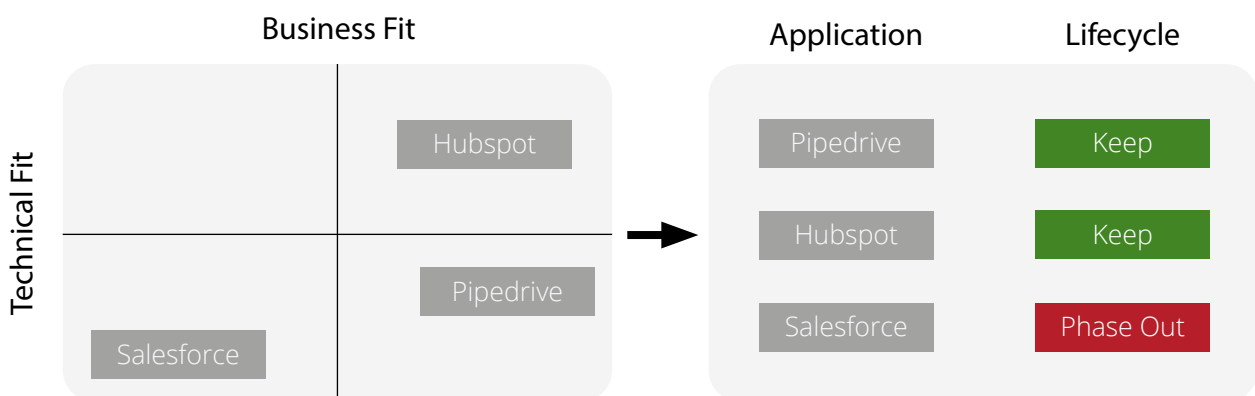 Business Fit
Technical Fit
Hubspot
Pipedrive
Salesforce
Application Lifecycle
Pipedrive Keep
Hubspot Keep
Salesforce Phase Out